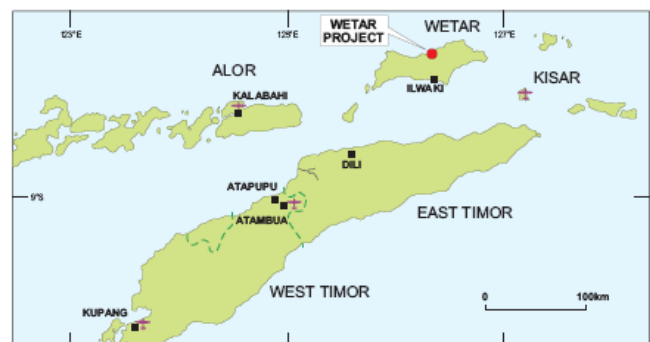 123°E
125°E
127°E
WETAR
WETAR
PROJECT
ALOR
KISAR
KALABAHI
ILWAKI
DILI
ATAPUPU
9°S
ATAMBUA
EAST TIMOR
WEST TIMOR
KUPANG
0
100km